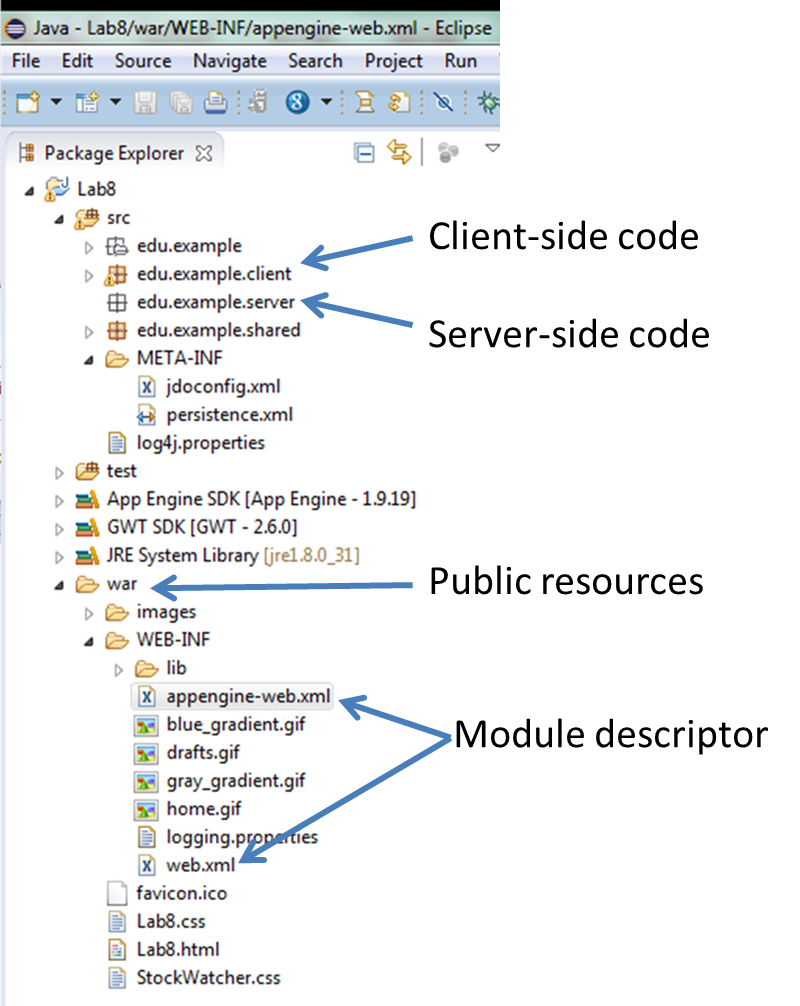 Java - Lab8/war/WEB-INF/appengine-web.xml - Eclipse
File Edit Source Navigate Search Project Run
Package Explorer
Lab8
src
edu.example
Client-side code
edu.example.client
edu.example.server
edu.example.shared
Server-side code
META-INF
jdoconfig.xml
persistence.xml
log4j.properties
test
App Engine SDK [App Engine - 1.9.19]
GWT SDK [GWT - 2.6.0]
JRE System Library [jre1.8.0_31]
war
Public resources
images
WEB-INF
lib
appengine-web.xml
blue_gradient.gif
Module descriptor
drafts.gif
gray_gradient.gif
home.gif
logging.properties
web.xml
favicon.ico
Lab8.css
Lab8.html
StockWatcher.css